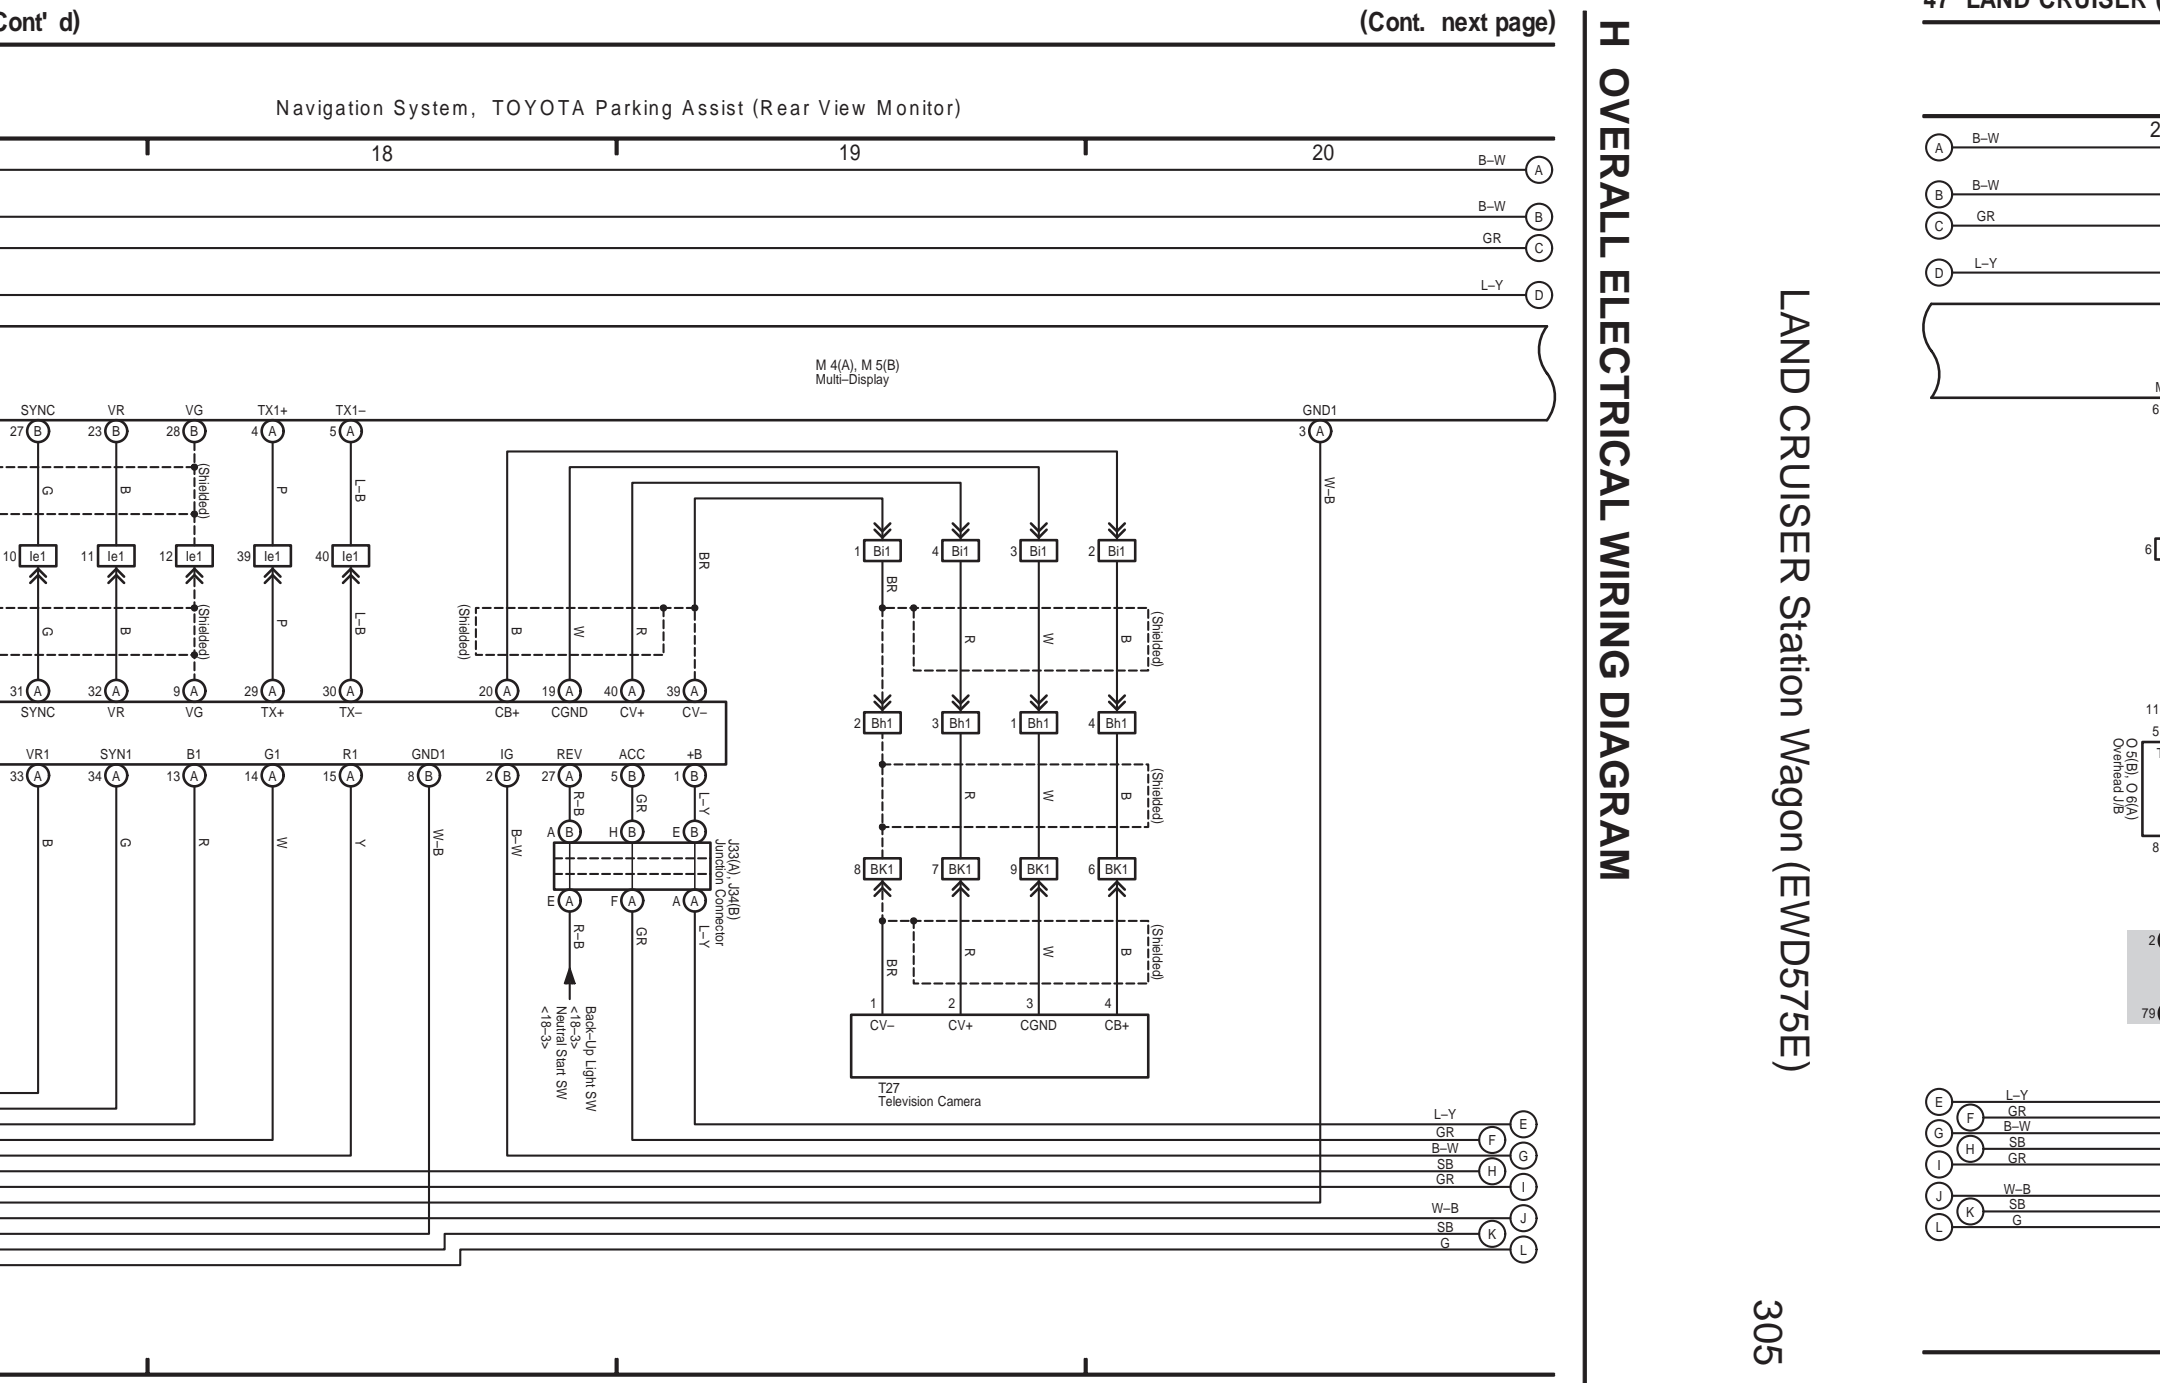 Cont' d)
(Cont. next page)
Navigation System, TOYOTA Parking Assist (Rear View Monitor)
18
19
20
B–W A
B–W B
GR C
L–Y D
M 4(A), M 5(B)
Multi–Display
SYNC VR VG TX1+ TX1– GND1
27 B 23 B 28 B 4 A 5 A 3 A
(Shielded)
G B P L–B W–B
10 Ie1 11 Ie1 12 Ie1 39 Ie1 40 Ie1
BR
1 Bi1 4 Bi1 3 Bi1 2 Bi1
BR
(Shielded)
G B P L–B
(Shielded)
B W R
R W B
(Shielded)
31 A 32 A 9 A 29 A 30 A 20 A 19 A 40 A 39 A
SYNC VR VG TX+ TX– CB+ CGND CV+ CV–
2 Bh1 3 Bh1 1 Bh1 4 Bh1
VR1 SYN1 B1 G1 R1 GND1 IG REV ACC +B
33 A 34 A 13 A 14 A 15 A 8 B 2 B 27 A 5 B 1 B
R–B GR L–Y
R W B
(Shielded)
A B H B E B
B G R W Y W–B B–W
J33(A), J34(B)
Junction Connector
8 BK1 7 BK1 9 BK1 6 BK1
E A F A A A
R–B GR L–Y
BR R W B
(Shielded)
Back–Up Light SW
<18–3>
Neutral Start SW
<18–3>
1 2 3 4
CV– CV+ CGND CB+
T27
Television Camera
L–Y E
GR F
B–W G
SB H
GR I
W–B J
SB K
G L
H OVERALL ELECTRICAL WIRING DIAGRAM
LAND CRUISER Station Wagon (EWD575E)
305
47 LAND CRUISER (
2
A B–W
B B–W
C GR
D L–Y
M
6
6
11
5
O 5(B), O 6(A)
Overhead J/B
T
8
2
79
E L–Y
F GR
G B–W
H SB
I GR
J W–B
K SB
L G